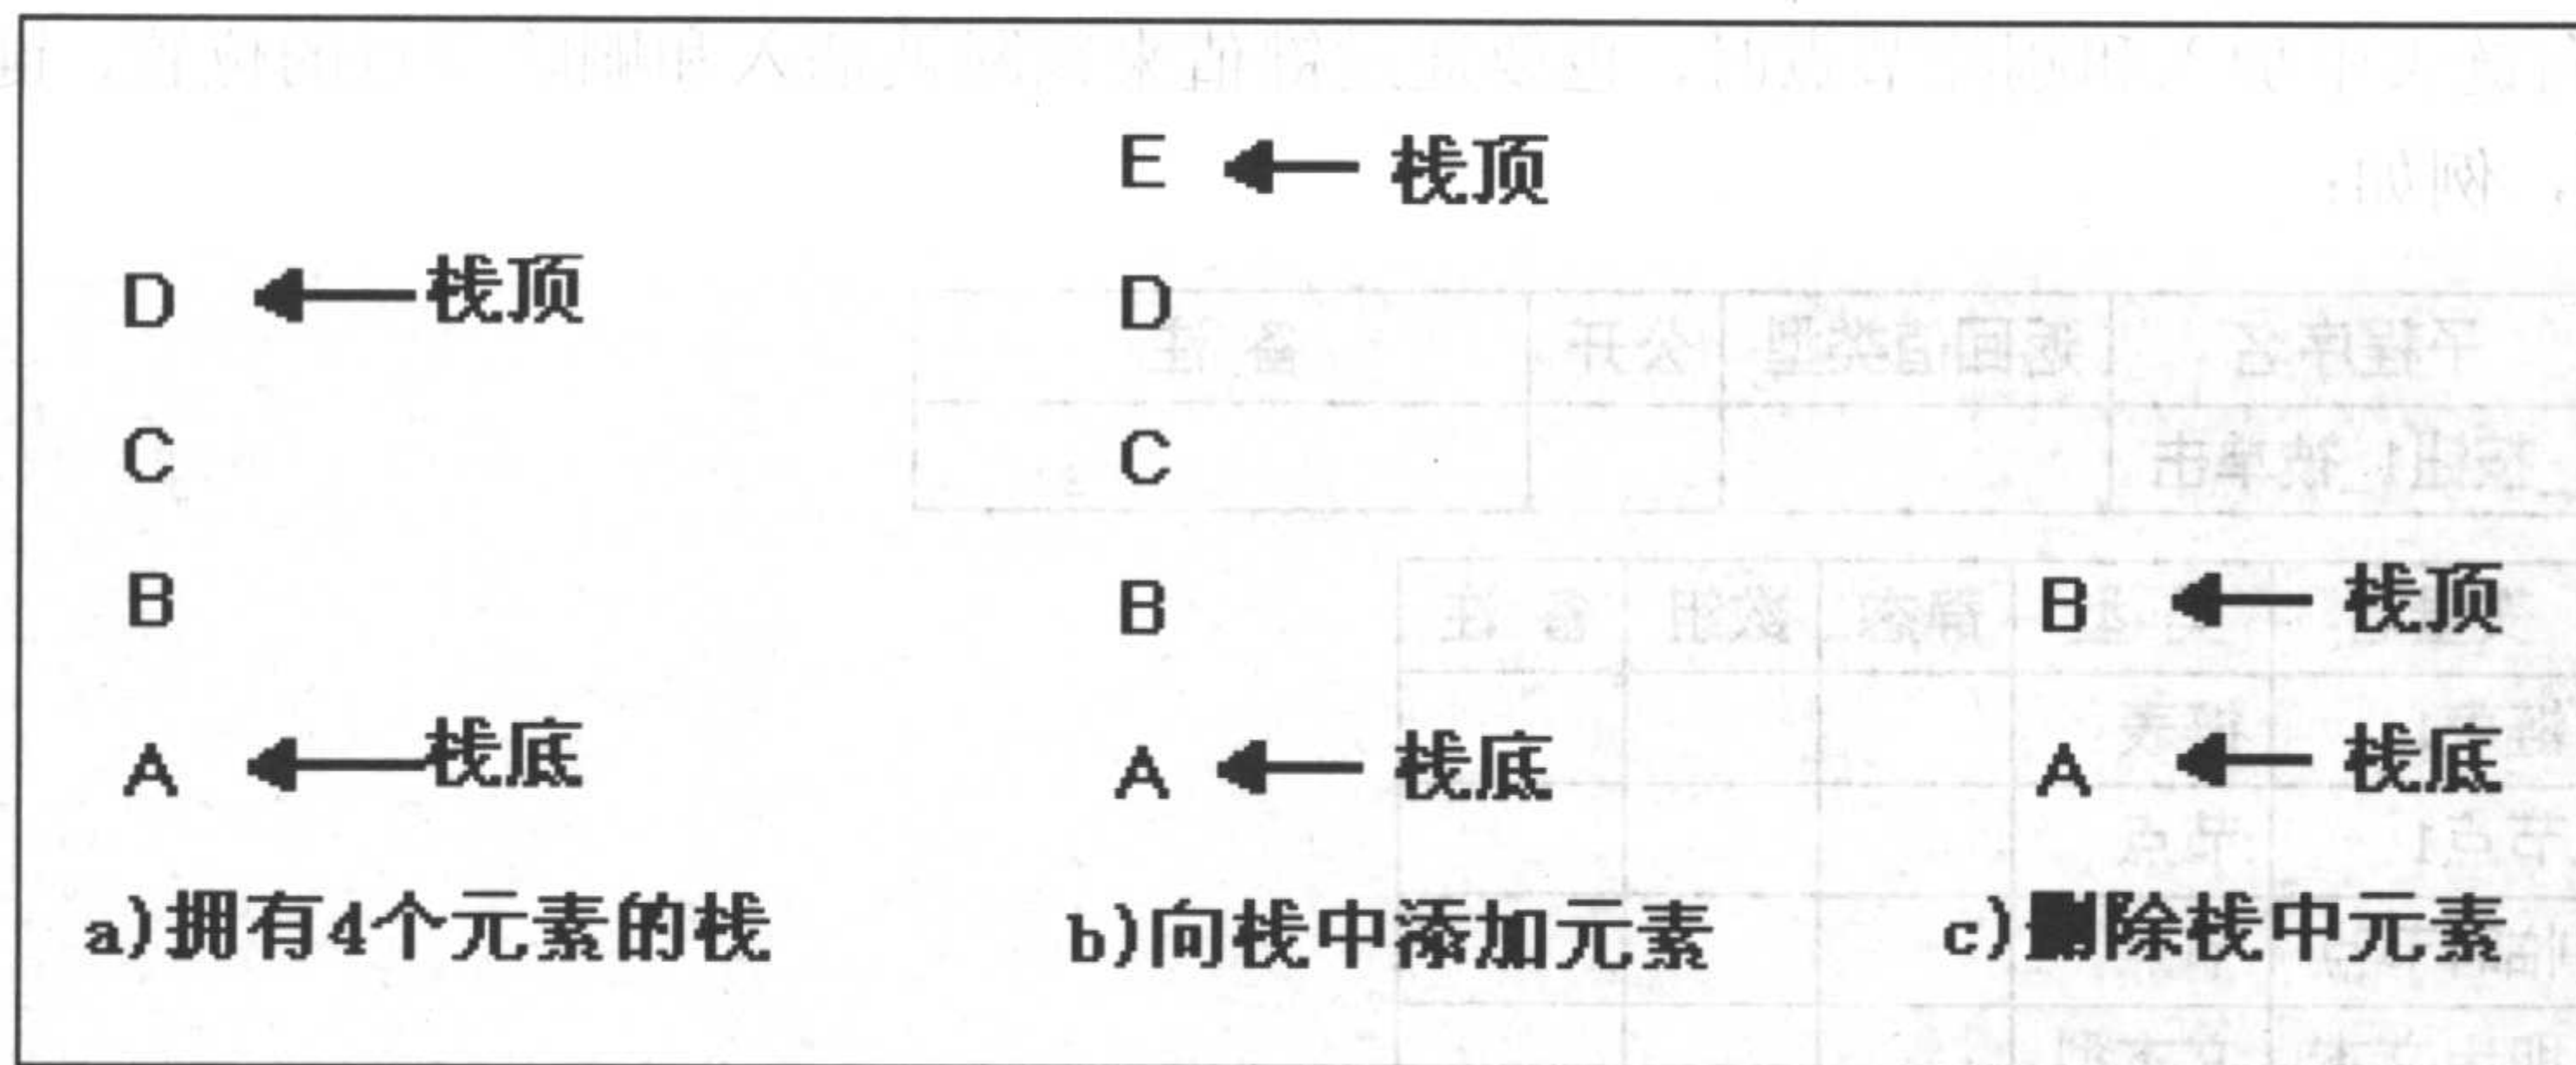 E ← 栈顶
D ← 栈顶
D
C
C
B
B
B ← 栈顶
A ← 栈底
A ← 栈底
A ← 栈底
a)拥有4个元素的栈
b)向栈中添加元素
c)删除栈中元素